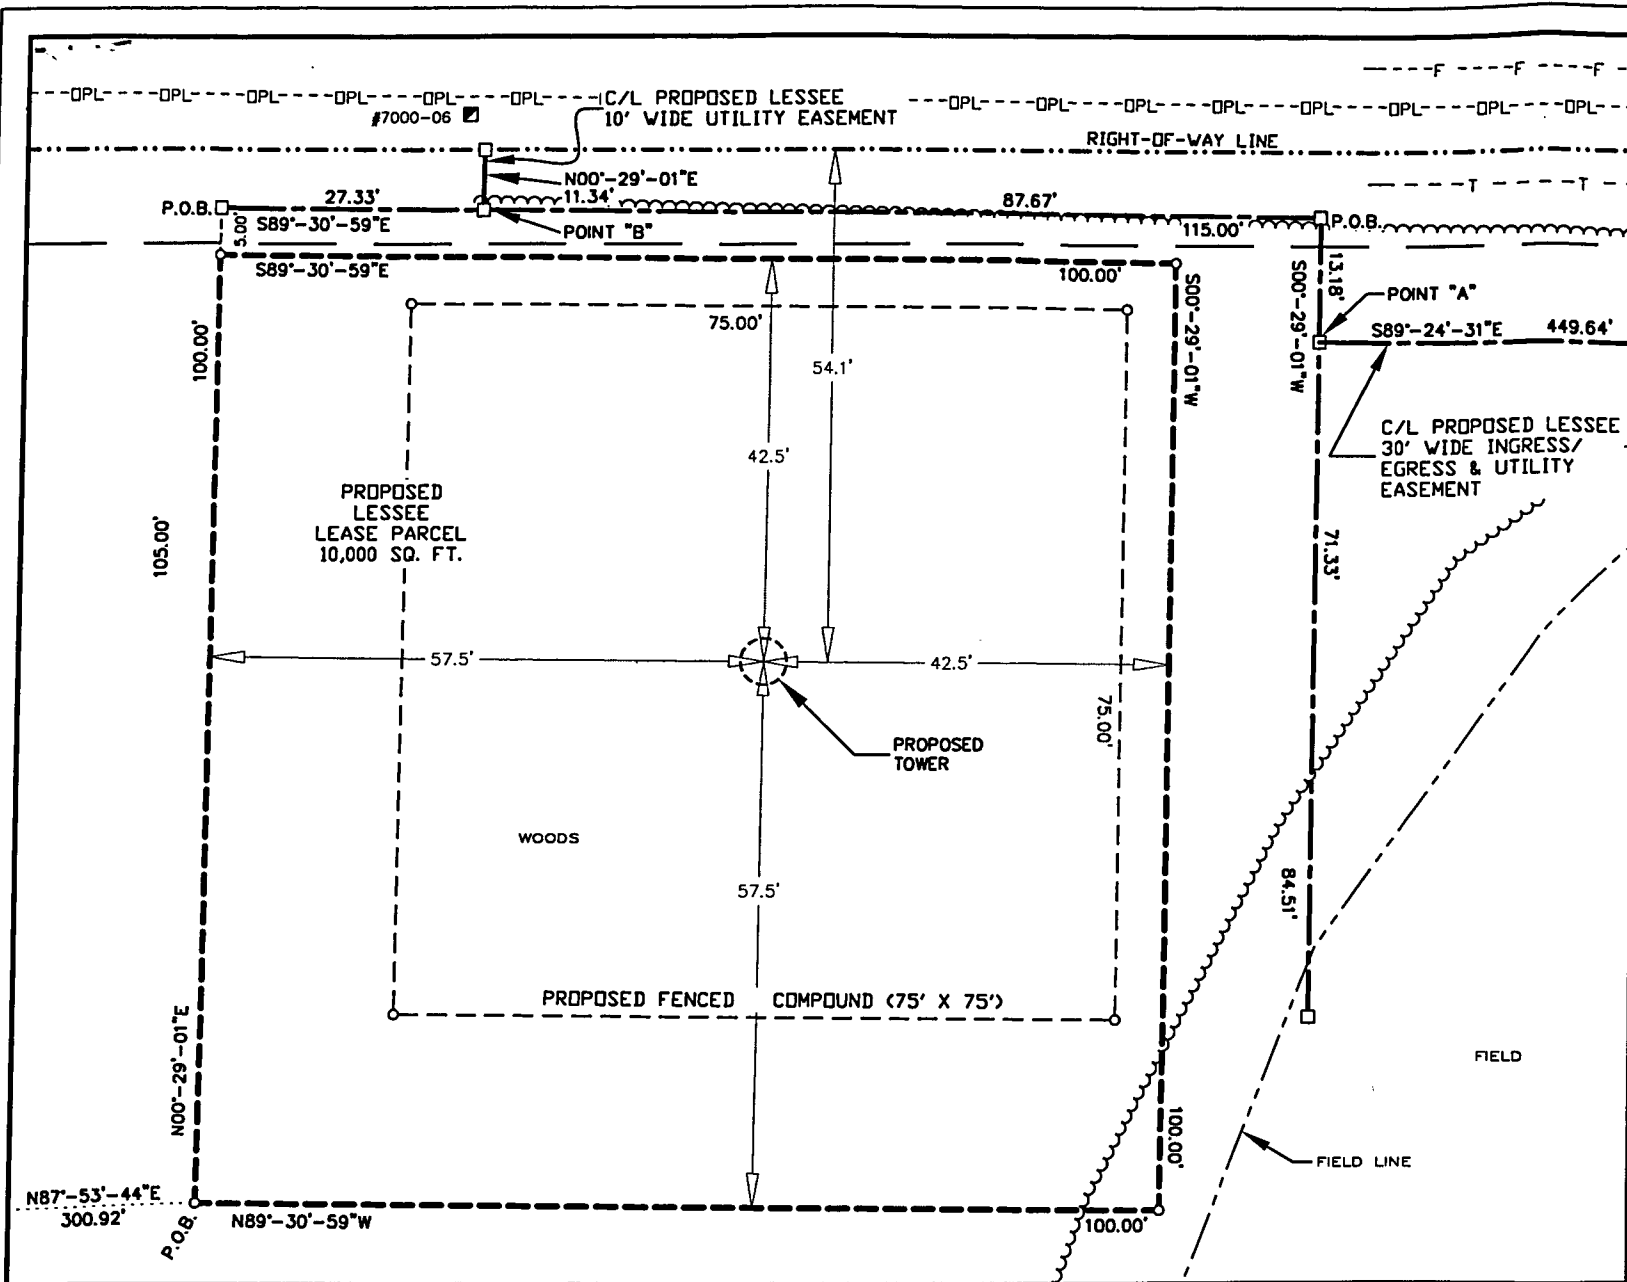 ----F ----F ----F
---OPL----OPL----OPL----OPL----OPL----OPL----
C/L PROPOSED LESSEE
10' WIDE UTILITY EASEMENT
---OPL----OPL----OPL----OPL----OPL----OPL----OPL----OPL
#7000-06
RIGHT-OF-WAY LINE
N00°-29'-01"E
11.34'
T ---- T
P.O.B.
27.33'
S89°-30'-59"E
5.00'
POINT "B"
87.67'
115.00'
P.O.B.
S89°-30'-59"E
100.00'
13.18'
S00°-29'-01"W
POINT "A"
S89°-24'-31"E
449.64'
75.00'
54.1'
S00°-29'-01"W
100.00'
42.5'
C/L PROPOSED LESSEE
30' WIDE INGRESS/
EGRESS & UTILITY
EASEMENT
PROPOSED
LESSEE
LEASE PARCEL
10,000 SQ. FT.
105.00'
71.33'
57.5'
42.5'
75.00'
PROPOSED
TOWER
WOODS
57.5'
84.51'
PROPOSED FENCED COMPOUND (75' X 75')
N00°-29'-01"E
FIELD
100.00'
FIELD LINE
N87°-53'-44"E
300.92'
P.O.B.
N89°-30'-59"W
100.00'